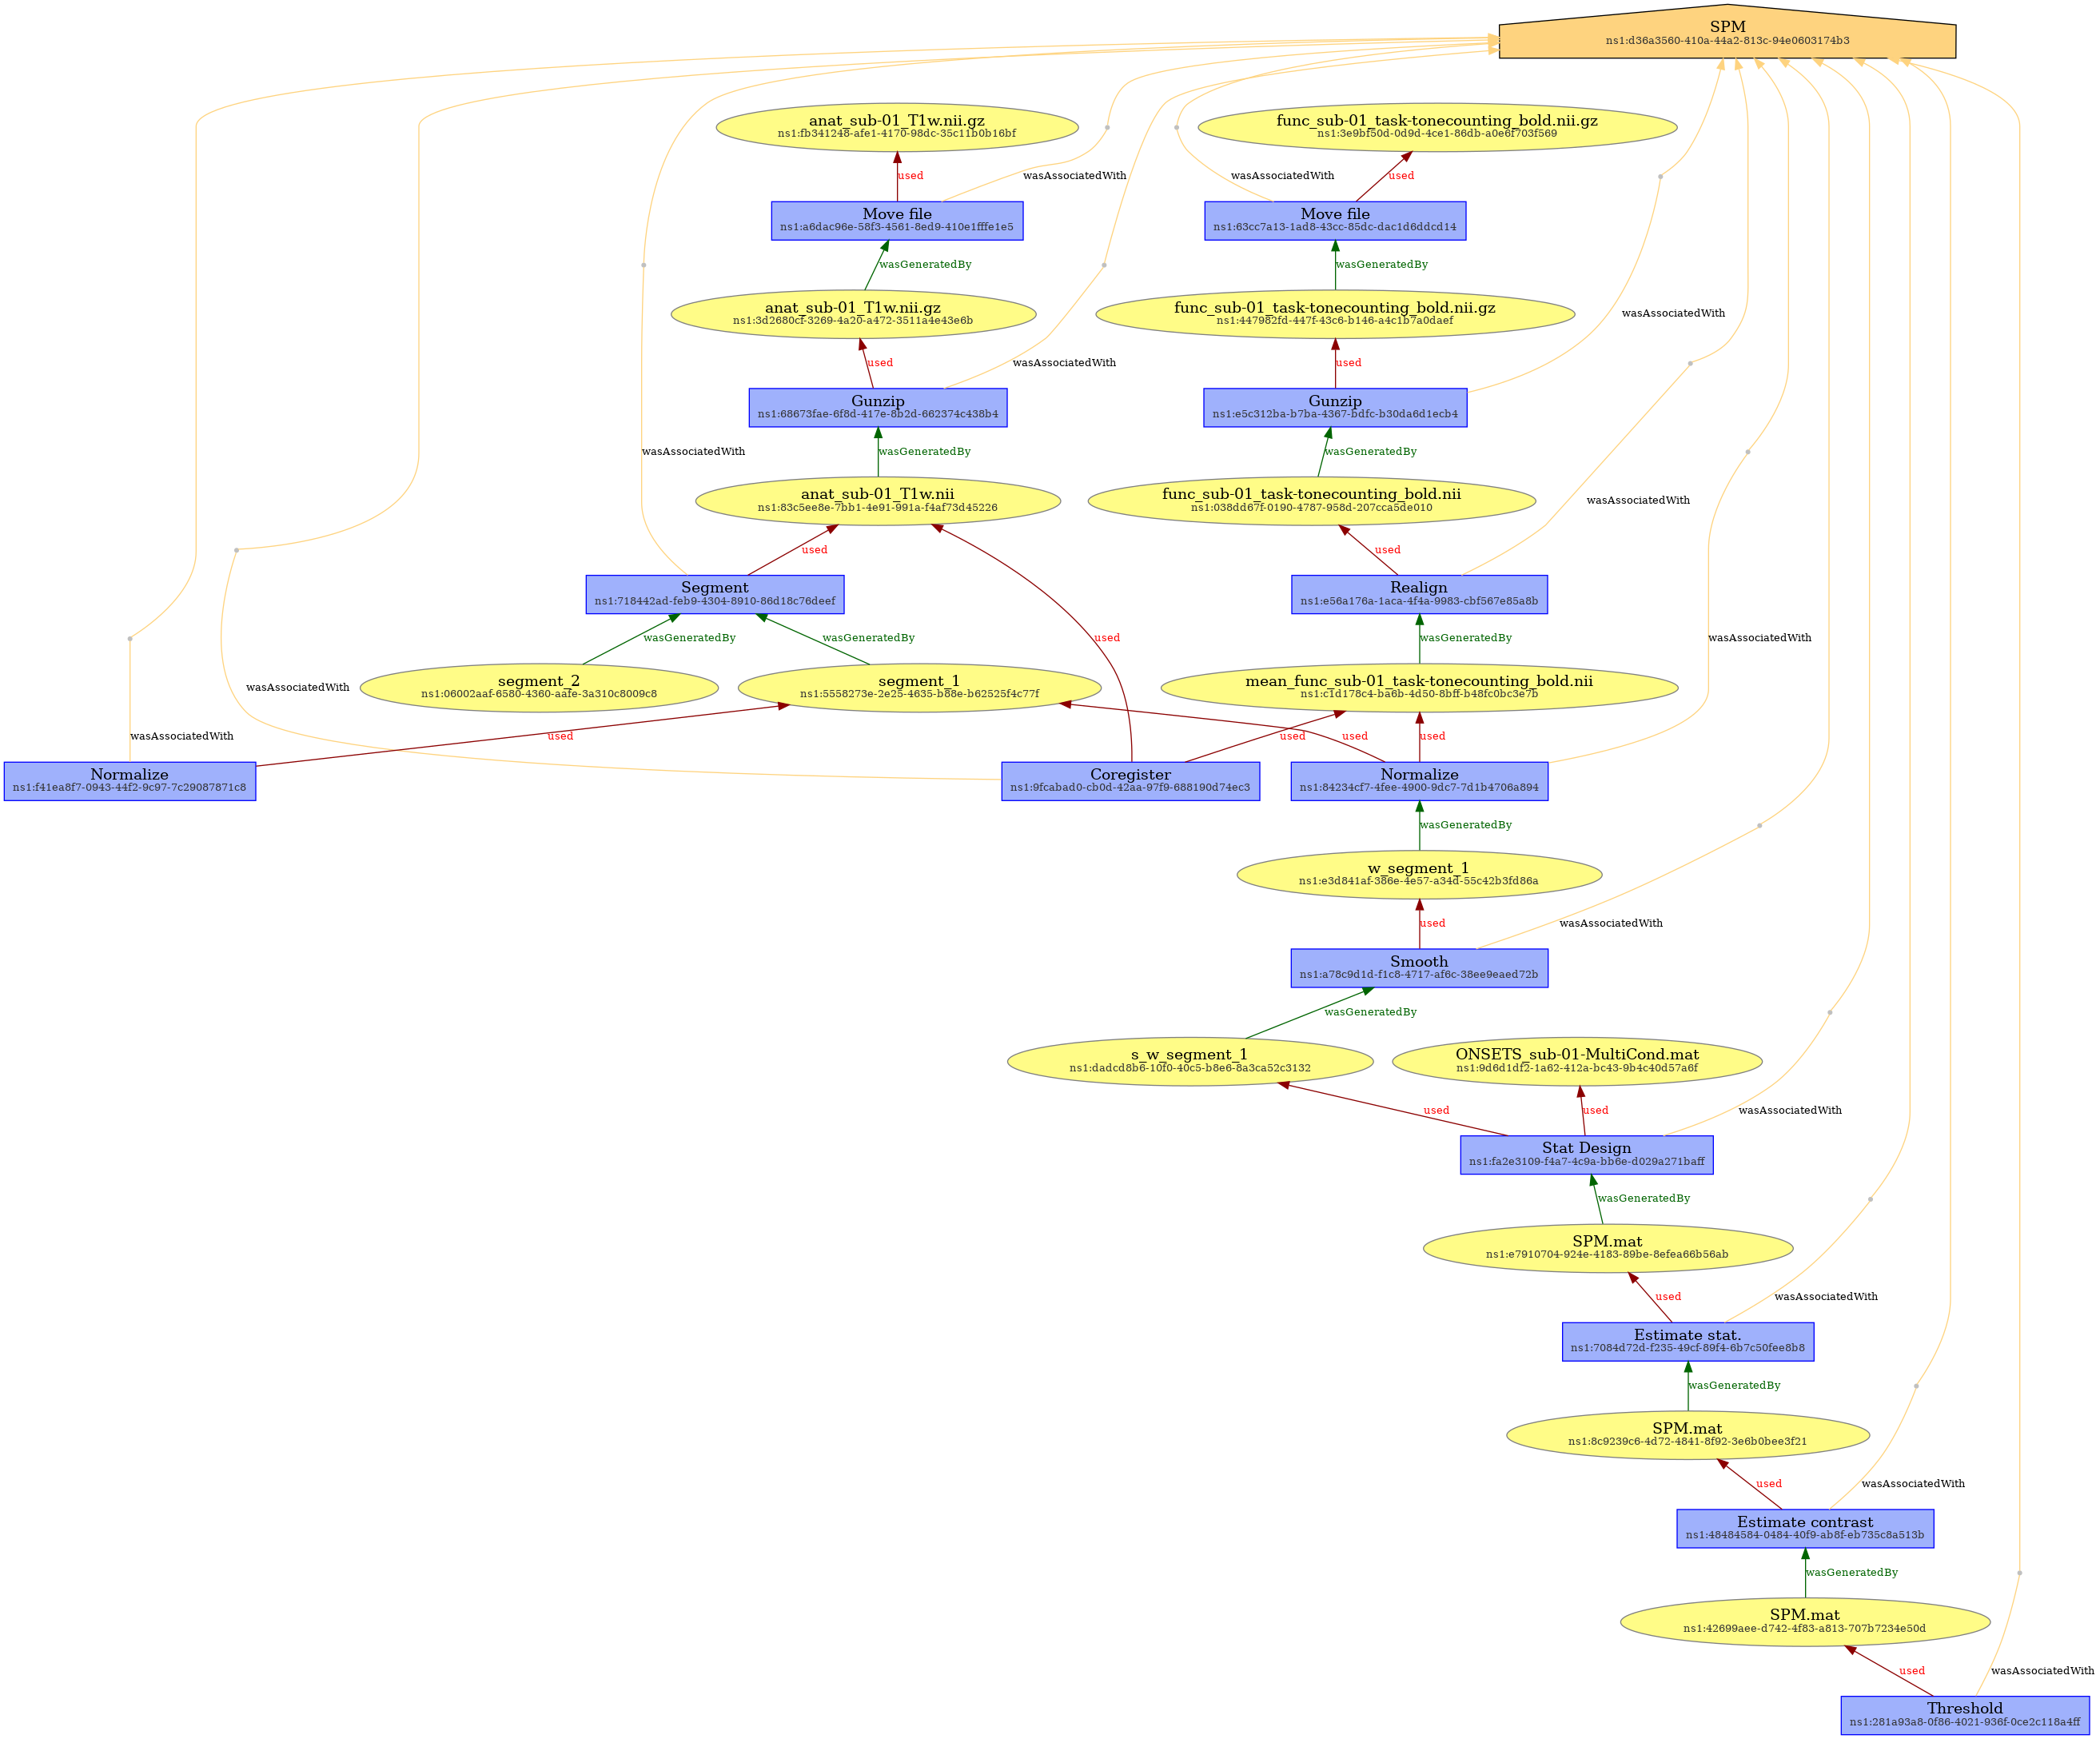 SPM
ns1:d36a3560-410a-44a2-813c-94e0603174b3
anat_sub-01_T1w.nii.gz
ns1:fb341248-afe1-4170-98dc-35c11b0b16bf
func_sub-01_task-tonecounting_bold.nii.gz
ns1:3e9bf50d-0d9d-4ce1-86db-a0e6f703f569
used
wasAssociatedWith
wasAssociatedWith
used
Move file
ns1:a6dac96e-58f3-4561-8ed9-410e1fffe1e5
Move file
ns1:63cc7a13-1ad8-43cc-85dc-dac1d6ddcd14
wasGeneratedBy
wasGeneratedBy
anat_sub-01_T1w.nii.gz
ns1:3d2680cf-3269-4a20-a472-3511a4e43e6b
func_sub-01_task-tonecounting_bold.nii.gz
ns1:447982fd-447f-43c6-b146-a4c1b7a0daef
wasAssociatedWith
used
wasAssociatedWith
used
Gunzip
ns1:68673fae-6f8d-417e-8b2d-662374c438b4
Gunzip
ns1:e5c312ba-b7ba-4367-bdfc-b30da6d1ecb4
wasAssociatedWith
wasGeneratedBy
wasGeneratedBy
anat_sub-01_T1w.nii
ns1:83c5ee8e-7bb1-4e91-991a-f4af73d45226
func_sub-01_task-tonecounting_bold.nii
ns1:038dd67f-0190-4787-958d-207cca5de010
wasAssociatedWith
used
used
Segment
ns1:718442ad-feb9-4304-8910-86d18c76deef
Realign
ns1:e56a176a-1aca-4f4a-9983-cbf567e85a8b
wasGeneratedBy
wasGeneratedBy
used
wasGeneratedBy
wasAssociatedWith
segment_2
ns1:06002aaf-6580-4360-aafe-3a310c8009c8
segment_1
ns1:5558273e-2e25-4635-b88e-b62525f4c77f
mean_func_sub-01_task-tonecounting_bold.nii
ns1:c1d178c4-ba6b-4d50-8bff-b48fc0bc3e7b
wasAssociatedWith
wasAssociatedWith
used
used
used
used
Normalize
ns1:f41ea8f7-0943-44f2-9c97-7c29087871c8
Coregister
ns1:9fcabad0-cb0d-42aa-97f9-688190d74ec3
Normalize
ns1:84234cf7-4fee-4900-9dc7-7d1b4706a894
wasGeneratedBy
w_segment_1
ns1:e3d841af-386e-4e57-a34d-55c42b3fd86a
used
wasAssociatedWith
Smooth
ns1:a78c9d1d-f1c8-4717-af6c-38ee9eaed72b
wasGeneratedBy
s_w_segment_1
ns1:dadcd8b6-10f0-40c5-b8e6-8a3ca52c3132
ONSETS_sub-01-MultiCond.mat
ns1:9d6d1df2-1a62-412a-bc43-9b4c40d57a6f
used
used
wasAssociatedWith
Stat Design
ns1:fa2e3109-f4a7-4c9a-bb6e-d029a271baff
wasGeneratedBy
SPM.mat
ns1:e7910704-924e-4183-89be-8efea66b56ab
used
wasAssociatedWith
Estimate stat.
ns1:7084d72d-f235-49cf-89f4-6b7c50fee8b8
wasGeneratedBy
SPM.mat
ns1:8c9239c6-4d72-4841-8f92-3e6b0bee3f21
used
wasAssociatedWith
Estimate contrast
ns1:48484584-0484-40f9-ab8f-eb735c8a513b
wasGeneratedBy
SPM.mat
ns1:42699aee-d742-4f83-a813-707b7234e50d
used
wasAssociatedWith
Threshold
ns1:281a93a8-0f86-4021-936f-0ce2c118a4ff